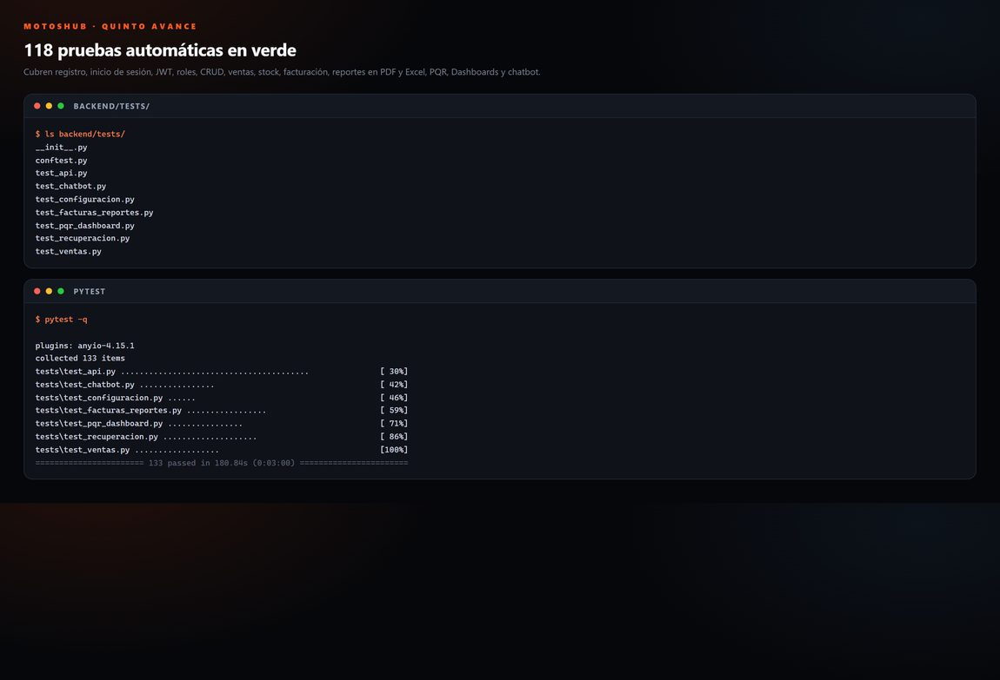 MOTOSHUB · QUINTO AVANCE
118 pruebas automáticas en verde
Cubren registro, inicio de sesión, JWT, roles, CRUD, ventas, stock, facturación, reportes en PDF y Excel, PQR, Dashboards y chatbot.
BACKEND/TESTS/
$ ls backend/tests/
__init__.py
conftest.py
test_api.py
test_chatbot.py
test_configuracion.py
test_facturas_reportes.py
test_pqr_dashboard.py
test_recuperacion.py
test_ventas.py
PYTEST
$ pytest -q
plugins: anyio-4.15.1
collected 133 items
tests\test_api.py ........................................ [ 30%]
tests\test_chatbot.py ................ [ 42%]
tests\test_configuracion.py ...... [ 46%]
tests\test_facturas_reportes.py ................. [ 59%]
tests\test_pqr_dashboard.py ................ [ 71%]
tests\test_recuperacion.py .................... [ 86%]
tests\test_ventas.py .................. [100%]
======================= 133 passed in 180.84s (0:03:00) =======================